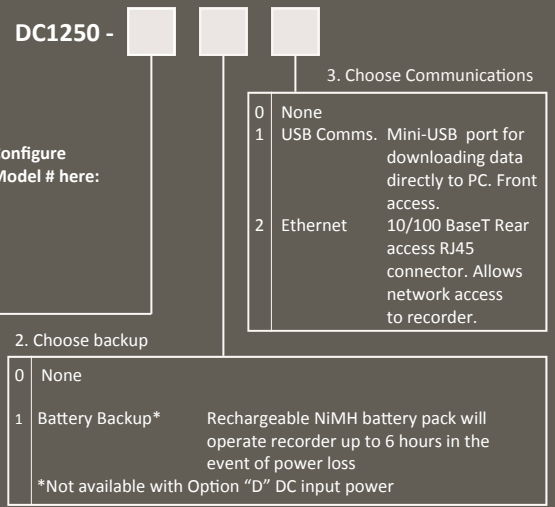 DC1250 -
3. Choose Communications
0 None
1 USB Comms. Mini-USB port for
downloading data
directly to PC. Front
access.
2 Ethernet 10/100 BaseT Rear
access RJ45
connector. Allows
network access
to recorder.
onfigure
Model # here:
2. Choose backup
0 None
1 Battery Backup* Rechargeable NiMH battery pack will
operate recorder up to 6 hours in the
event of power loss
*Not available with Option “D” DC input power